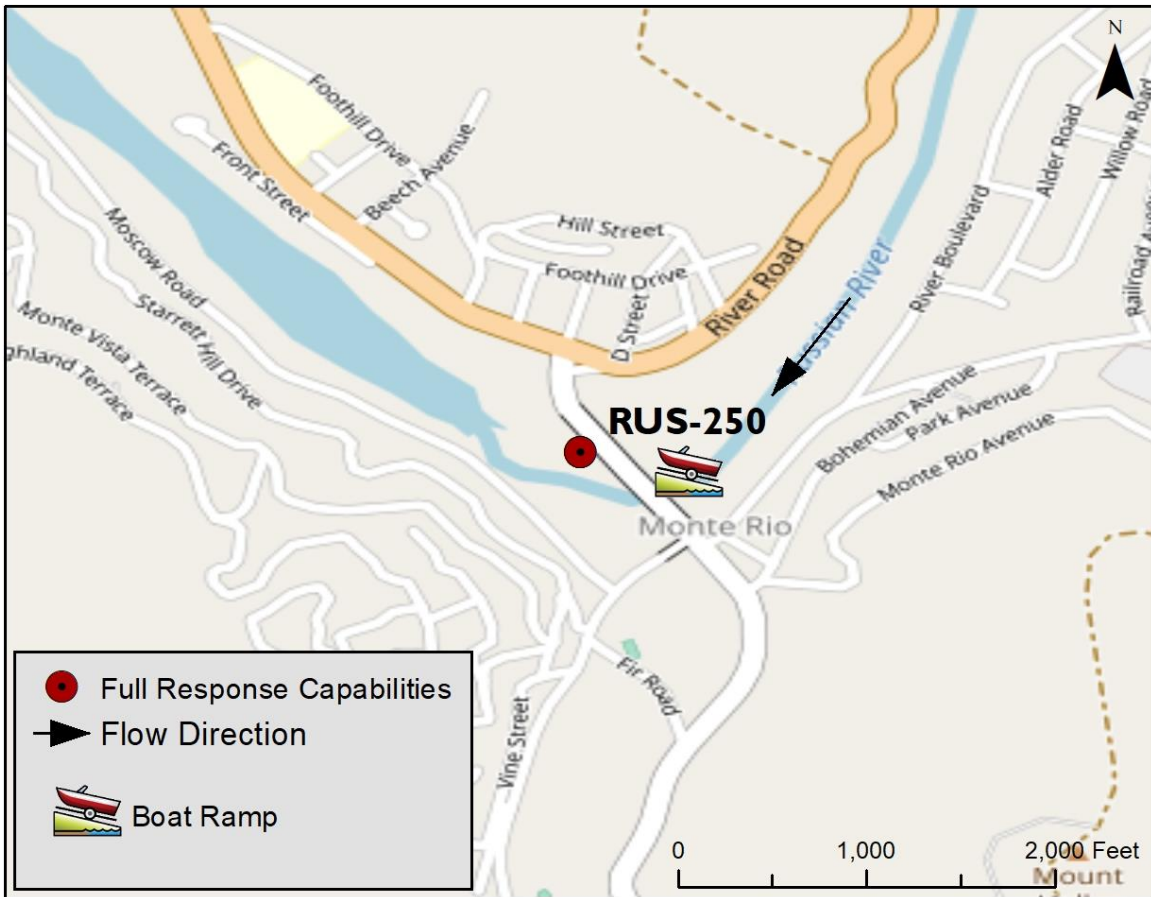 N
Foothill Drive
Beech Avenue
Front Street
Hill Street
Foothill Drive
D Street
River Road
Russian River
River Boulevard
Alder Road
Willow Road
Moscow Road
Starrett Hill Drive
Monte Vista Terrace
ghland Terrace
RUS-250
Bohemian Avenue
Park Avenue
Monte Rio Avenue
Monte Rio
Fir Road
Vine Street
Full Response Capabilities
Flow Direction
Boat Ramp
0 1,000 2,000 Feet
Mount